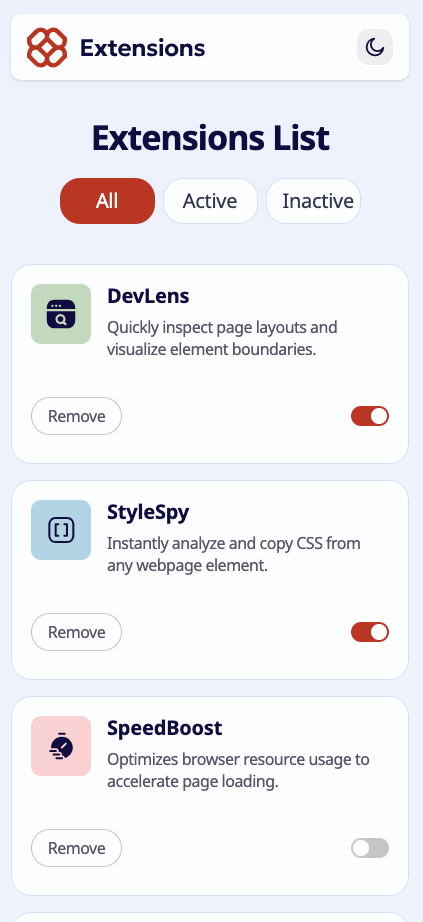 Extensions
Extensions List
All
Active
Inactive
DevLens
Quickly inspect page layouts and
visualize element boundaries.
Remove
StyleSpy
Instantly analyze and copy CSS from
any webpage element.
Remove
SpeedBoost
Optimizes browser resource usage to
accelerate page loading.
Remove